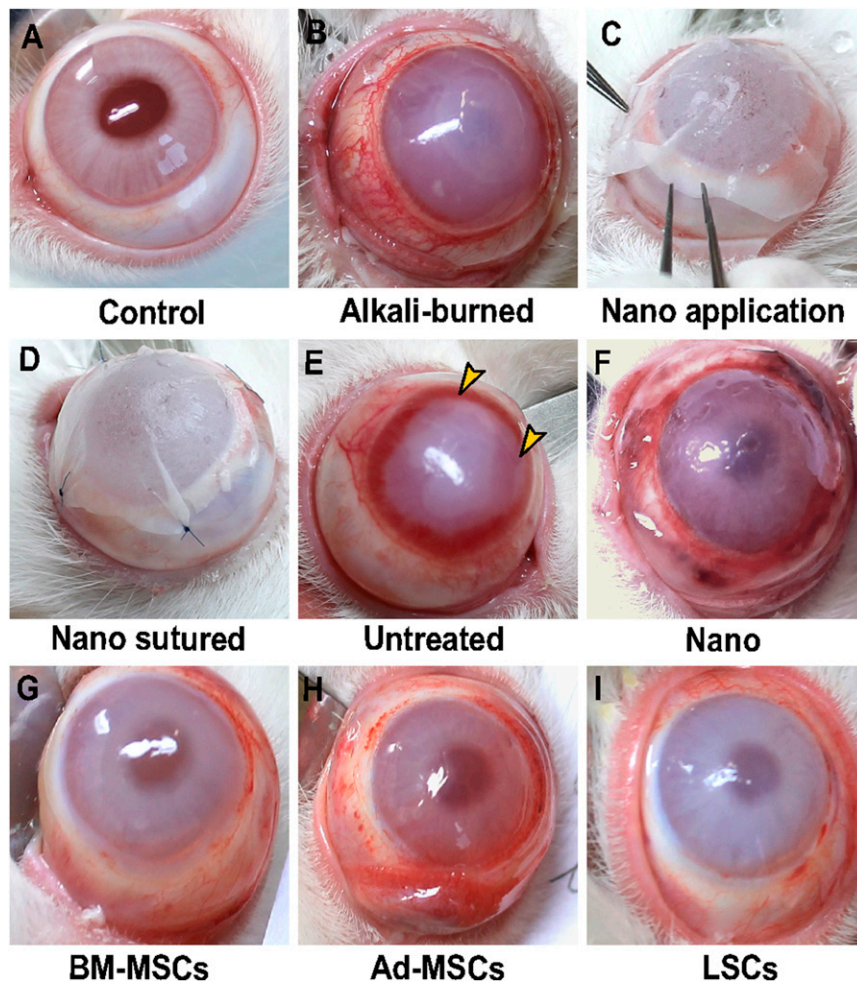 A B C
Control Alkali-burned Nano application
D E F
Nano sutured Untreated Nano
G H I
BM-MSCs Ad-MSCs LSCs